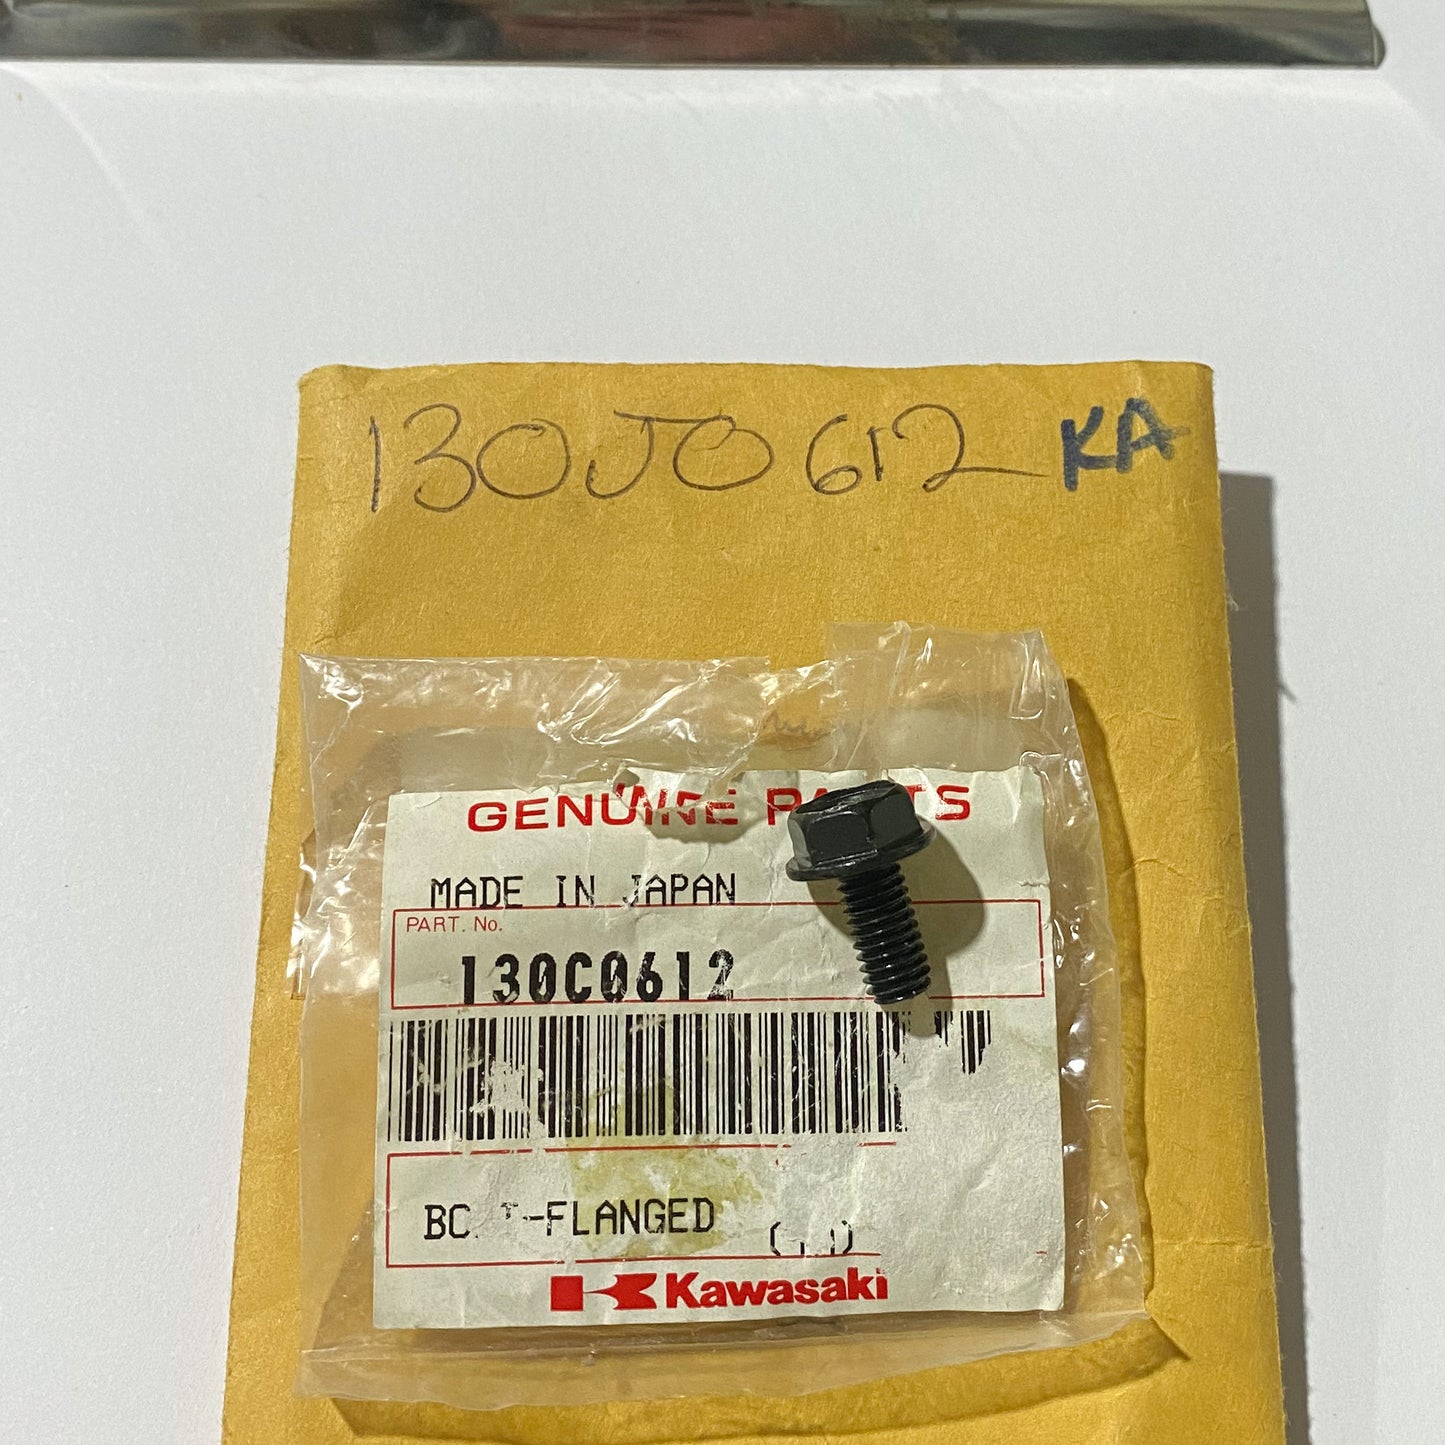 130J0612 KA
GENUINE PARTS
MADE IN JAPAN
PART. No.
130C0612
BOLT-FLANGED
Kawasaki